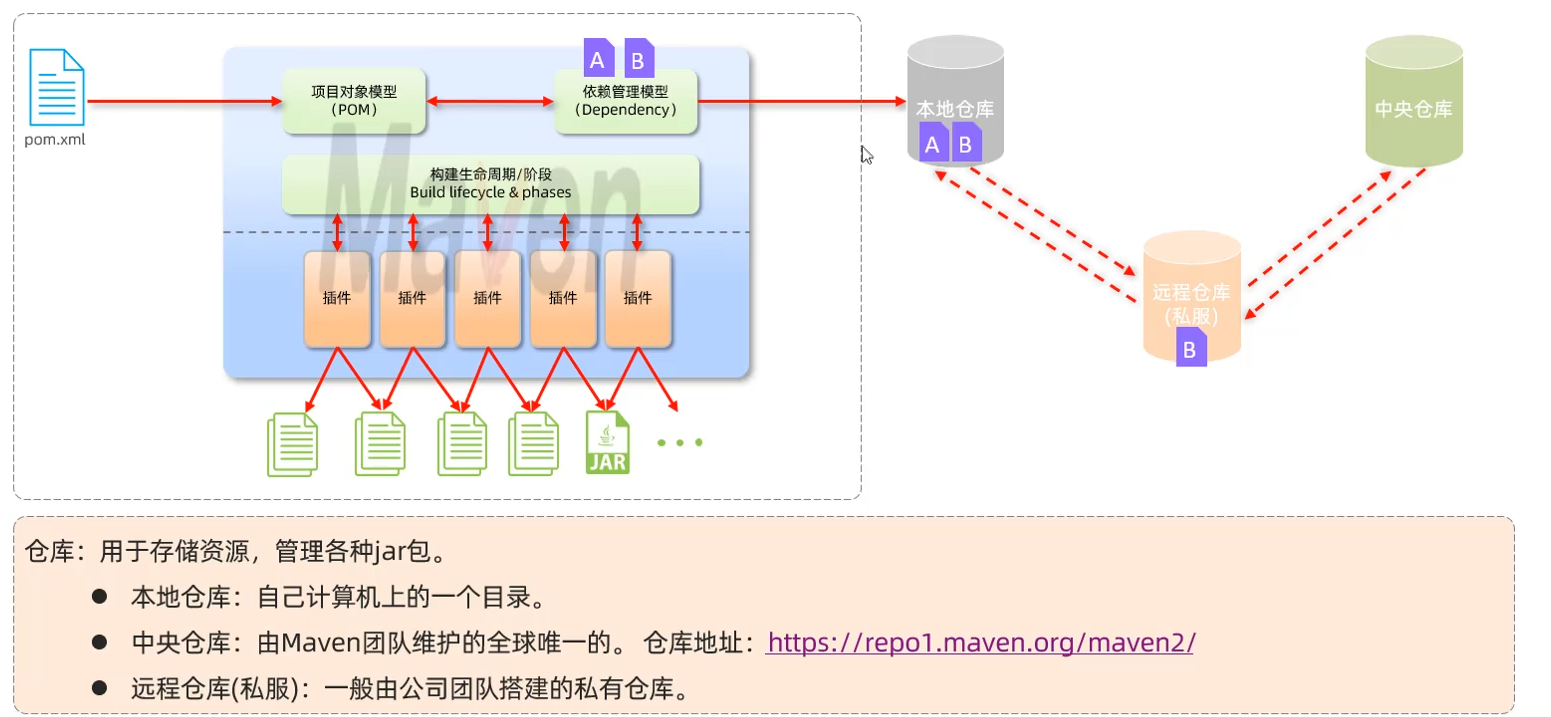 A
B
项目对象模型
(POM)
依赖管理模型
(Dependency)
pom.xml
本地仓库
A
B
中央仓库
构建生命周期/阶段
Build lifecycle & phases
Maven
插件
插件
插件
插件
插件
远程仓库
(私服)
B
JAR
仓库：用于存储资源，管理各种jar包。
● 本地仓库：自己计算机上的一个目录。
● 中央仓库：由Maven团队维护的全球唯一的。 仓库地址：https://repo1.maven.org/maven2/
● 远程仓库(私服)：一般由公司团队搭建的私有仓库。